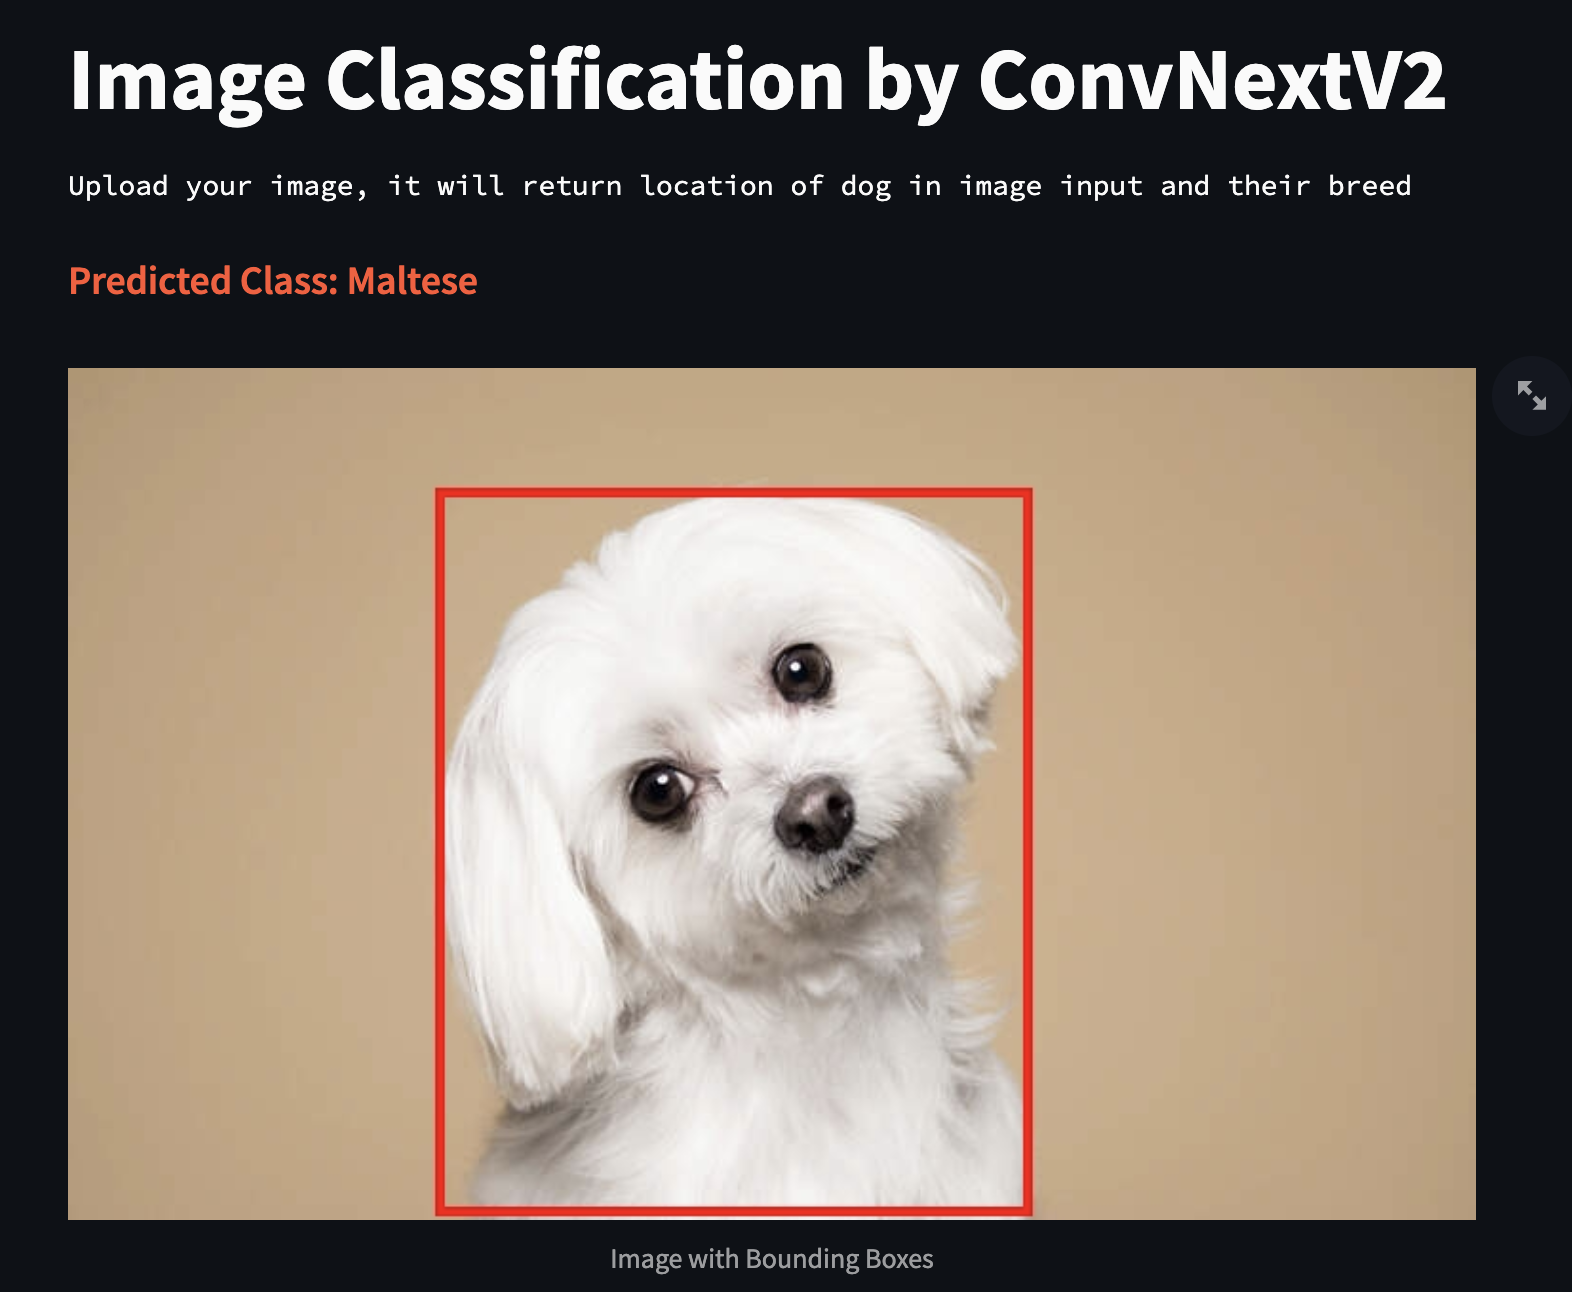 Image Classification by ConvNextV2
Upload your image, it will return location of dog in image input and their breed
Predicted Class: Maltese
Image with Bounding Boxes